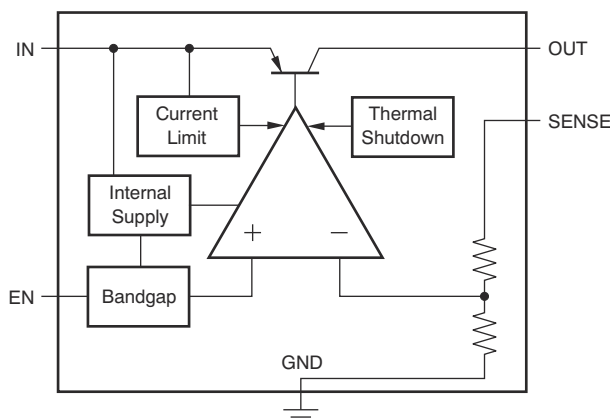 IN
OUT
Current
Limit
Thermal
Shutdown
SENSE
Internal
Supply
+
−
EN
Bandgap
GND